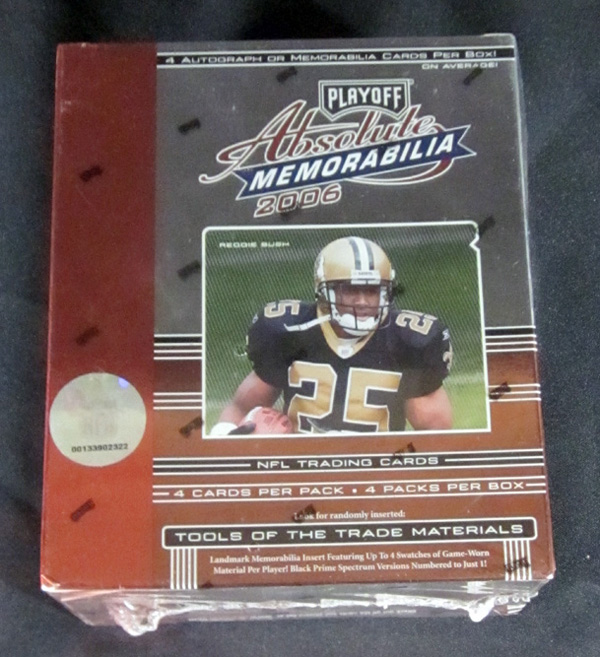 4 AUTOGRAPH OR MEMORABILIA CARDS PER BOX!
ON AVERAGE!
PLAYOFF
Absolute
MEMORABILIA
2006
REGGIE BUSH
25
25
25
00133902322
NFL TRADING CARDS
4 CARDS PER PACK • 4 PACKS PER BOX
Look for randomly inserted:
TOOLS OF THE TRADE MATERIALS
Landmark Memorabilia Insert Featuring Up To 4 Swatches of Game-Worn
Material Per Player! Black Prime Spectrum Versions Numbered to Just 1!